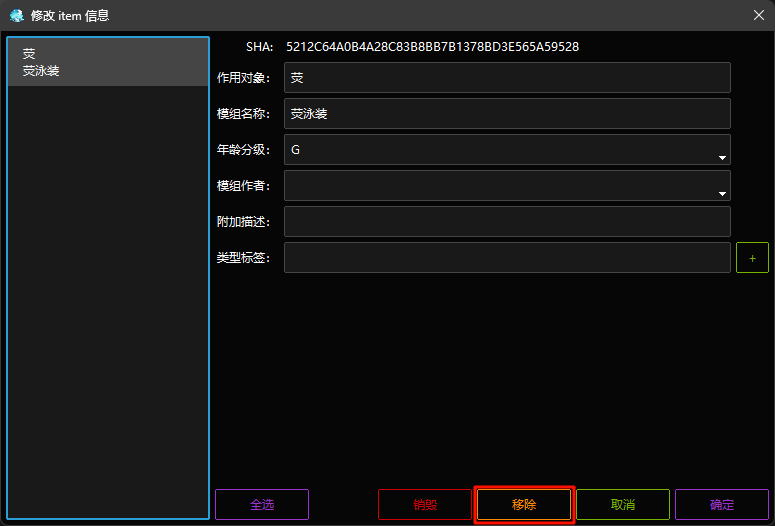 修改 item 信息
荧
荧泳装
SHA: 5212C64A0B4A28C83B8BB7B1378BD3E565A59528
作用对象: 荧
模组名称: 荧泳装
年龄分级: G
模组作者:
附加描述:
类型标签: +
全选 销毁 移除 取消 确定